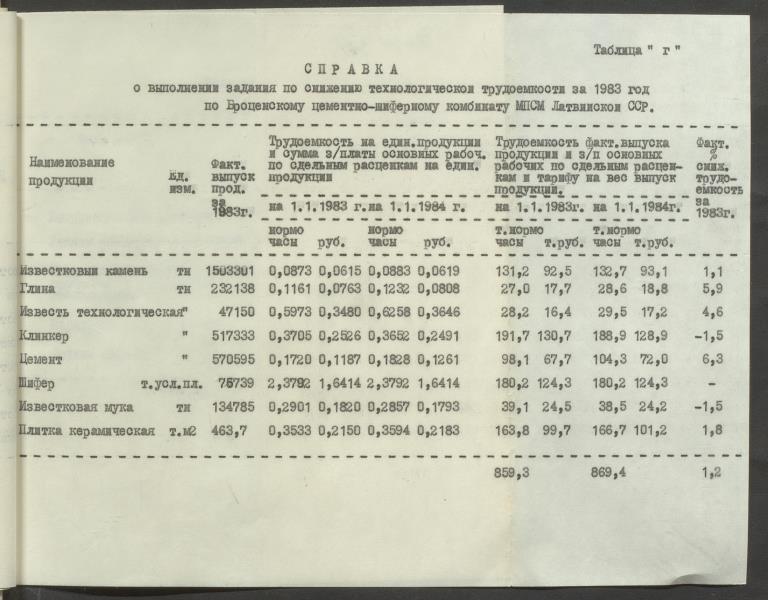 Таблица " г "
СПРАВКА
о выполнении задания по снижению технологической трудоемкости за 1983 год
по Броценскому цементно-шиферному комбинату МПСМ Латвийской ССР.
Наименование продукции
Ед. изм.
Факт. выпуск прод. за 1983г.
Трудоемкость на един.продукции
и сумма з/платы основных рабоч.
по сдельным расценкам на един.
продукции
Трудоемкость факт.выпуска
продукции и з/п основных
рабочих по сдельным расцен-
кам и тарифу на вес выпуск
продукции.
Факт. % сниж. трудо-емкость за 1983г.
на 1.1.1983 г. на 1.1.1984 г. на 1.1.1983г. на 1.1.1984г.
нормо нормо т.нормо т.нормо
часы руб. часы руб. часы т.руб. часы т.руб.
Известковый камень тн 1503301 0,0873 0,0615 0,0883 0,0619 131,2 92,5 132,7 93,1 1,1
Глина тн 232138 0,1161 0,0763 0,1232 0,0808 27,0 17,7 28,6 18,8 5,9
Известь технологическая " 47150 0,5973 0,3480 0,6258 0,3646 28,2 16,4 29,5 17,2 4,6
Клинкер " 517333 0,3705 0,2526 0,3652 0,2491 191,7 130,7 188,9 128,9 -1,5
Цемент " 570595 0,1720 0,1187 0,1828 0,1261 98,1 67,7 104,3 72,0 6,3
Шифер т.усл.пл. 75739 2,3792 1,6414 2,3792 1,6414 180,2 124,3 180,2 124,3 -
Известковая мука тн 134785 0,2901 0,1820 0,2857 0,1793 39,1 24,5 38,5 24,2 -1,5
Плитка керамическая т.м2 463,7 0,3533 0,2150 0,3594 0,2183 163,8 99,7 166,7 101,2 1,8
859,3 869,4 1,2